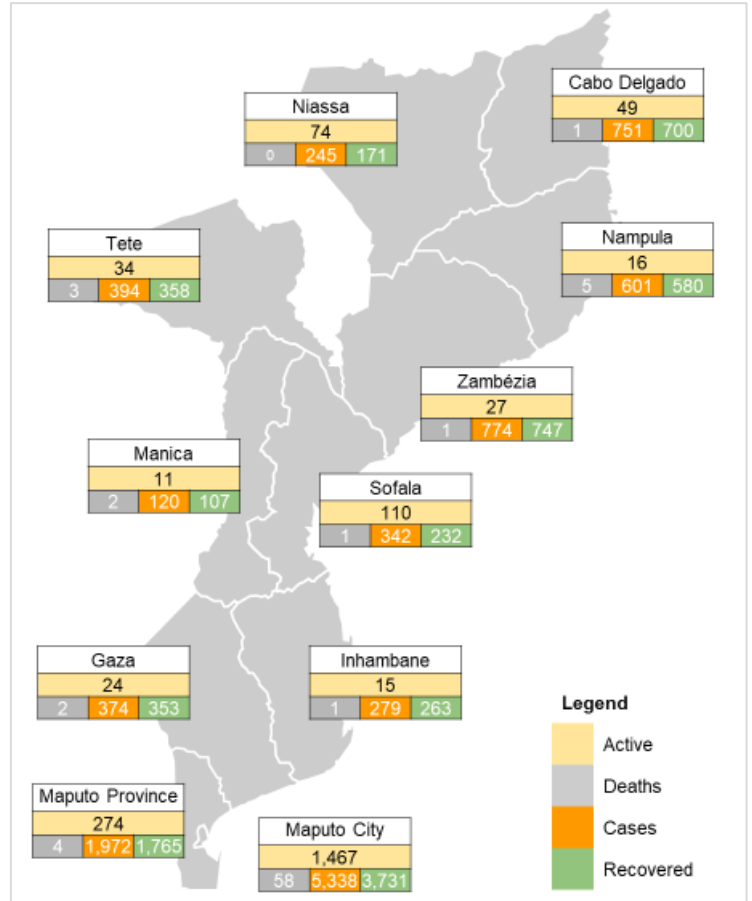 Cabo Delgado
49
1 751 700
Niassa
74
0 245 171
Nampula
16
5 601 580
Tete
34
3 394 358
Zambézia
27
1 774 747
Manica
11
2 120 107
Sofala
110
1 342 232
Gaza
24
2 374 353
Inhambane
15
1 279 263
Maputo Province
274
4 1,972 1,765
Maputo City
1,467
58 5,338 3,731
Legend
Active
Deaths
Cases
Recovered